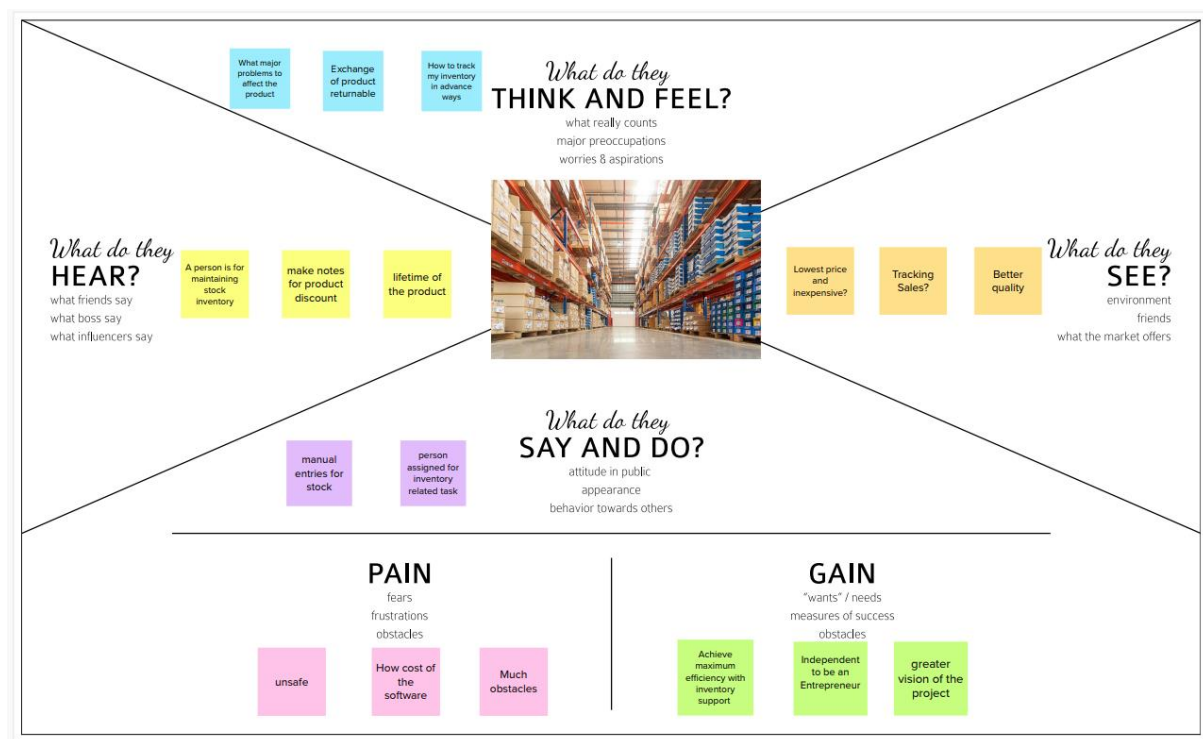 What major
problems to
affect the
product
Exchange
of product
returnable
How to track
my inventory
in advance
ways
What do they
THINK AND FEEL?
what really counts
major preoccupations
worries & aspirations
What do they
HEAR?
what friends say
what boss say
what influencers say
A person is for
maintaining
stock
inventory
make notes
for product
discount
lifetime of
the product
Lowest price
and
inexpensive?
Tracking
Sales?
Better
quality
What do they
SEE?
environment
friends
what the market offers
What do they
SAY AND DO?
attitude in public
appearance
behavior towards others
manual
entries for
stock
person
assigned for
inventory
related task
PAIN
fears
frustrations
obstacles
unsafe
How cost of
the
software
Much
obstacles
GAIN
"wants" / needs
measures of success
obstacles
Achieve
maximum
efficiency with
inventory
support
Independent
to be an
Entrepreneur
greater
vision of the
project